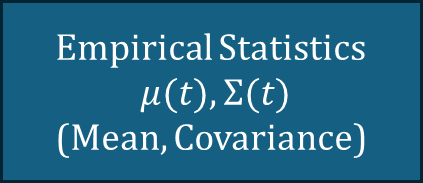 Empirical Statistics
𝜇(𝑡), Σ(𝑡)
(Mean, Covariance)